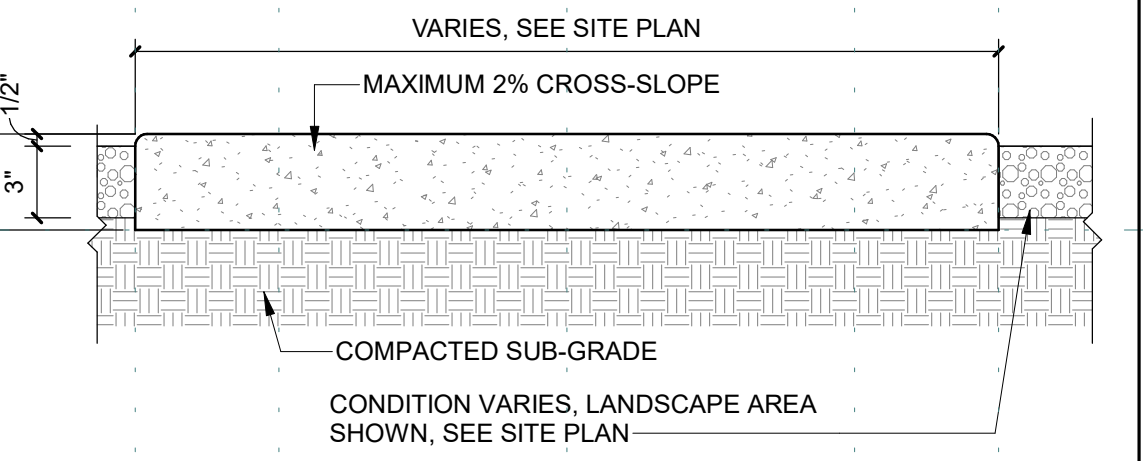 VARIES, SEE SITE PLAN
MAXIMUM 2% CROSS-SLOPE
1/2"
3"
COMPACTED SUB-GRADE
CONDITION VARIES, LANDSCAPE AREA
SHOWN, SEE SITE PLAN